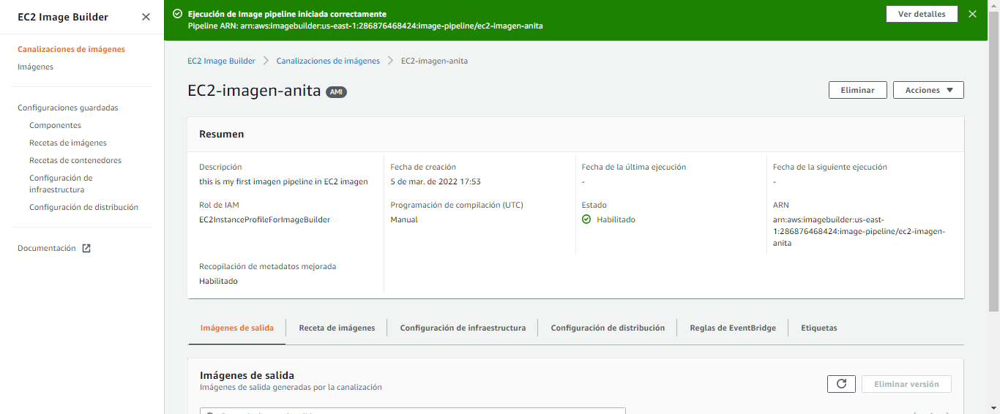 EC2 Image Builder
Canalizaciones de imágenes
Imágenes
Configuraciones guardadas
Componentes
Recetas de imágenes
Recetas de contenedores
Configuración de
infraestructura
Configuración de distribución
Documentación
Ejecución de Image pipeline iniciada correctamente
Pipeline ARN: arn:aws:imagebuilder:us-east-1:286876468424:image-pipeline/ec2-imagen-anita
Ver detalles
EC2 Image Builder
Canalizaciones de imágenes
EC2-imagen-anita
EC2-imagen-anita AMI
Eliminar
Acciones
Resumen
Descripción
this is my first imagen pipeline in EC2 imagen
Fecha de creación
5 de mar. de 2022 17:53
Fecha de la última ejecución
-
Fecha de la siguiente ejecución
-
Rol de IAM
EC2InstanceProfileForImageBuilder
Programación de compilación (UTC)
Manual
Estado
Habilitado
ARN
arn:aws:imagebuilder:us-east-
1:286876468424:image-pipeline/ec2-imagen-
anita
Recopilación de metadatos mejorada
Habilitado
Imágenes de salida
Receta de imágenes
Configuración de infraestructura
Configuración de distribución
Reglas de EventBridge
Etiquetas
Imágenes de salida
Imágenes de salida generadas por la canalización
Eliminar versión